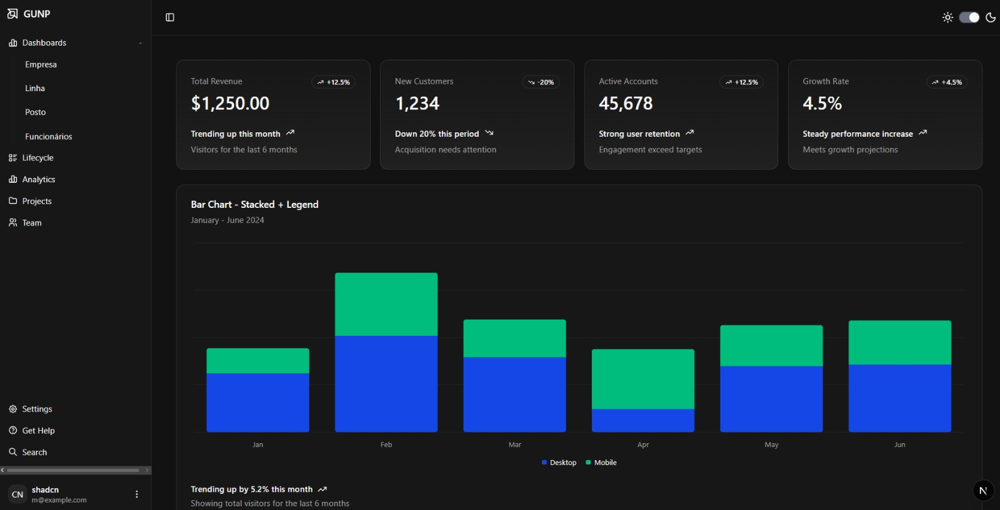 GUNP
Dashboards -
Empresa
Linha
Posto
Funcionários
Lifecycle
Analytics
Projects
Team
Settings
Get Help
Search
CN
shadcn
m@example.com
Total Revenue
+12.5%
$1,250.00
Trending up this month
Visitors for the last 6 months
New Customers
-20%
1,234
Down 20% this period
Acquisition needs attention
Active Accounts
+12.5%
45,678
Strong user retention
Engagement exceed targets
Growth Rate
+4.5%
4.5%
Steady performance increase
Meets growth projections
Bar Chart - Stacked + Legend
January - June 2024
Jan Feb Mar Apr May Jun
Desktop Mobile
Trending up by 5.2% this month
Showing total visitors for the last 6 months
N